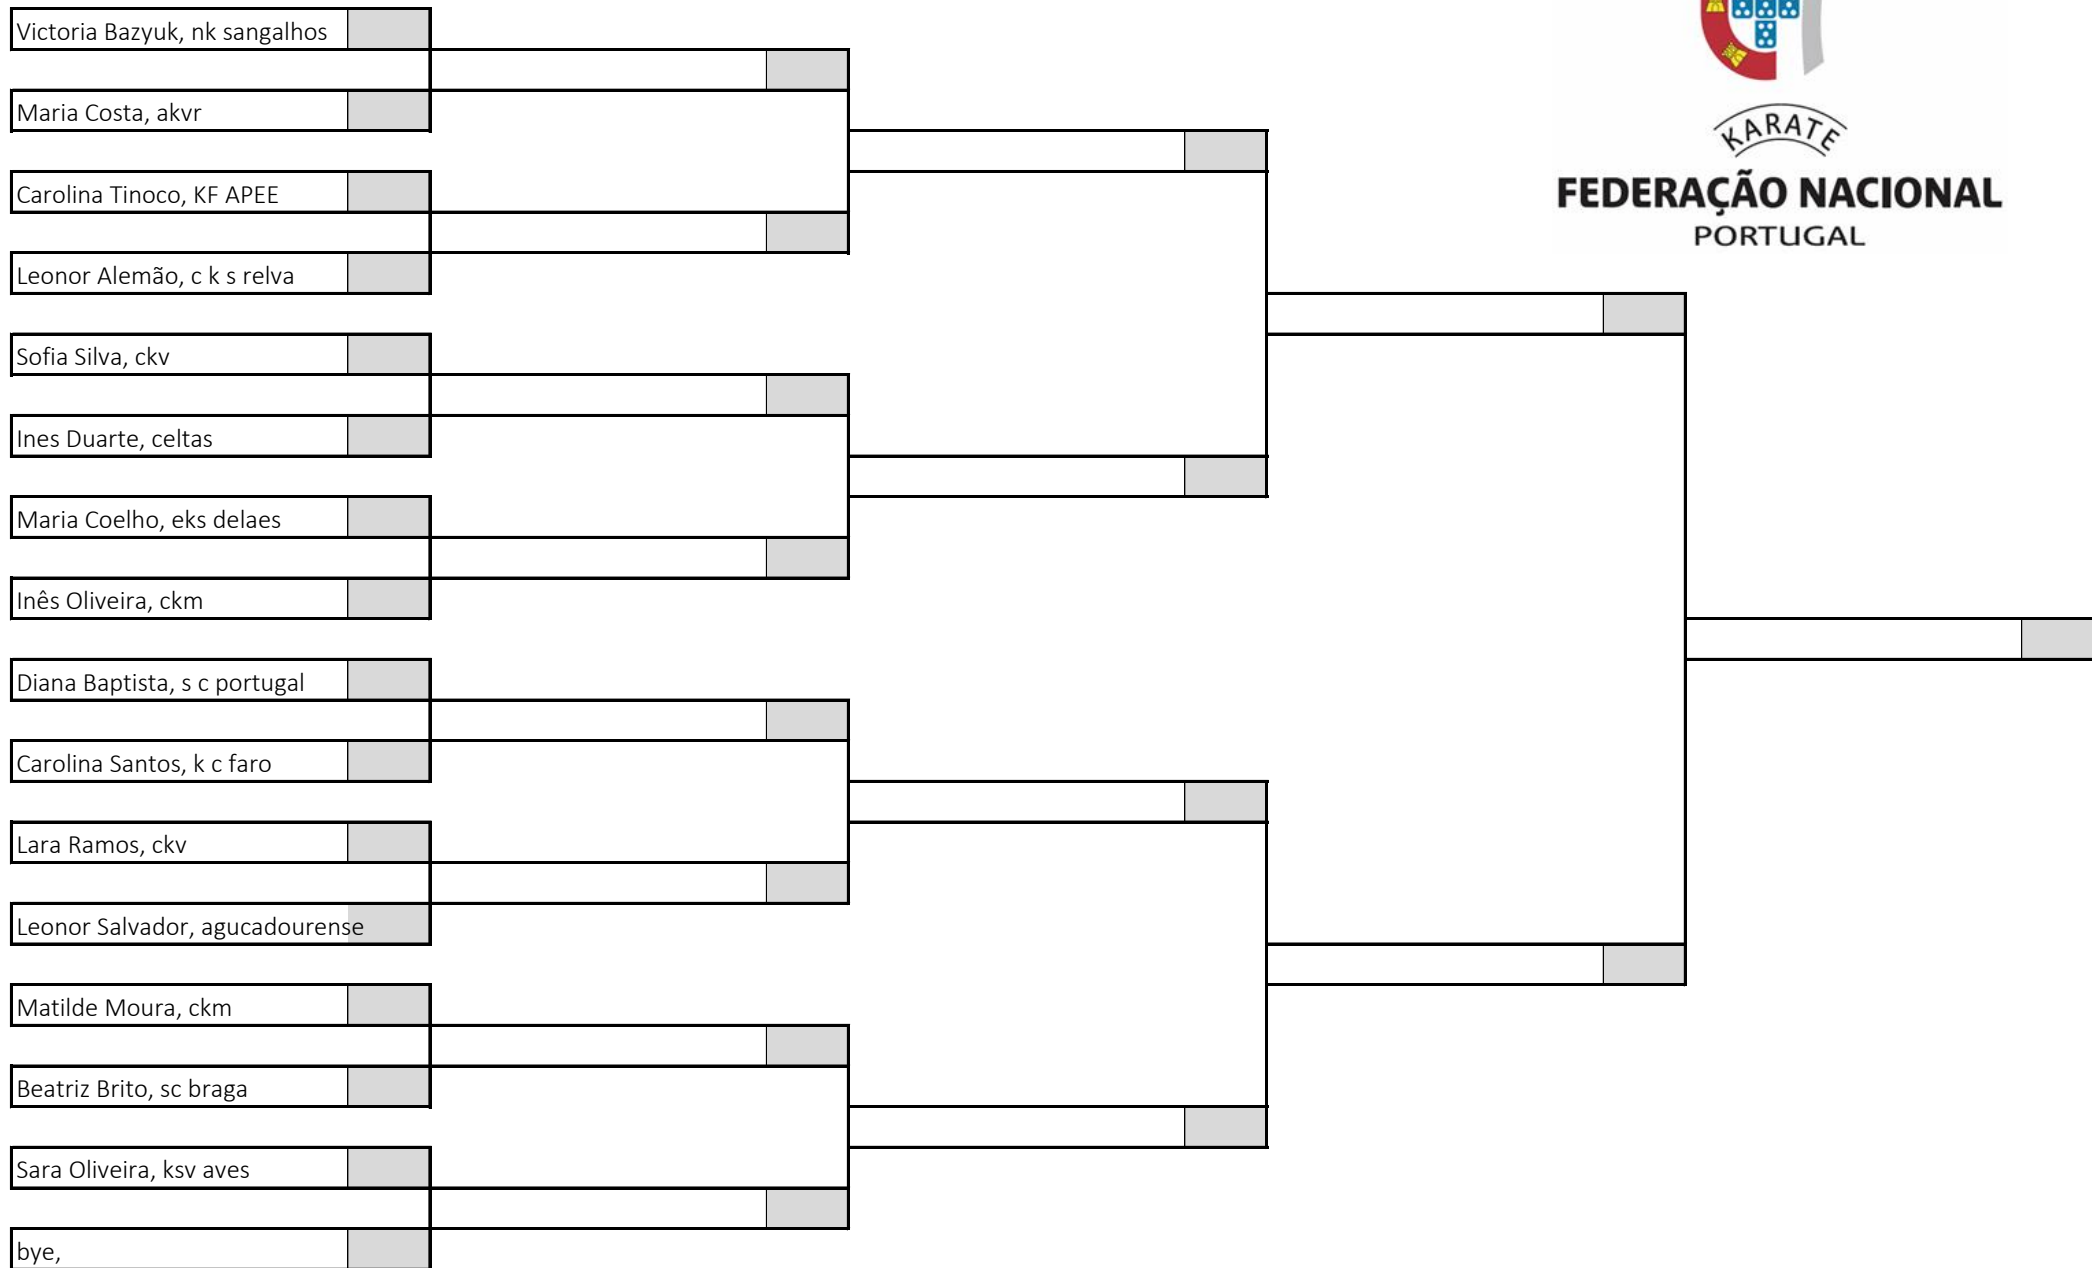 Victoria Bazyuk, nk sangalhos
Maria Costa, akvr
Carolina Tinoco, KF APEE
Leonor Alemão, c k s relva
Sofia Silva, ckv
Ines Duarte, celtas
Maria Coelho, eks delaes
Inês Oliveira, ckm
Diana Baptista, s c portugal
Carolina Santos, k c faro
Lara Ramos, ckv
Leonor Salvador, agucadourense
Matilde Moura, ckm
Beatriz Brito, sc braga
Sara Oliveira, ksv aves
bye,
KARATE
FEDERAÇÃO NACIONAL
PORTUGAL